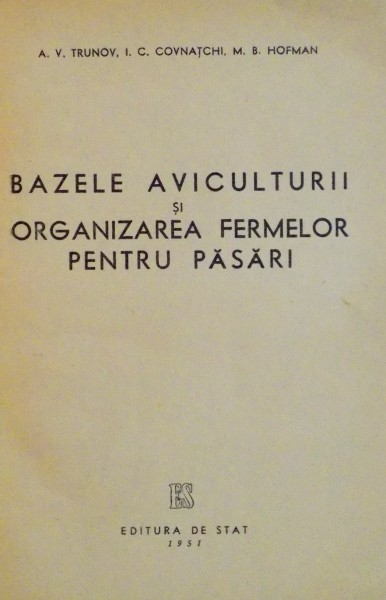 A. V. TRUNOV, I. C. COVNAȚCHI, M. B. HOFMAN
BAZELE AVICULTURII
ȘI
ORGANIZAREA FERMELOR
PENTRU PĂSĂRI
ES
EDITURA DE STAT
1951